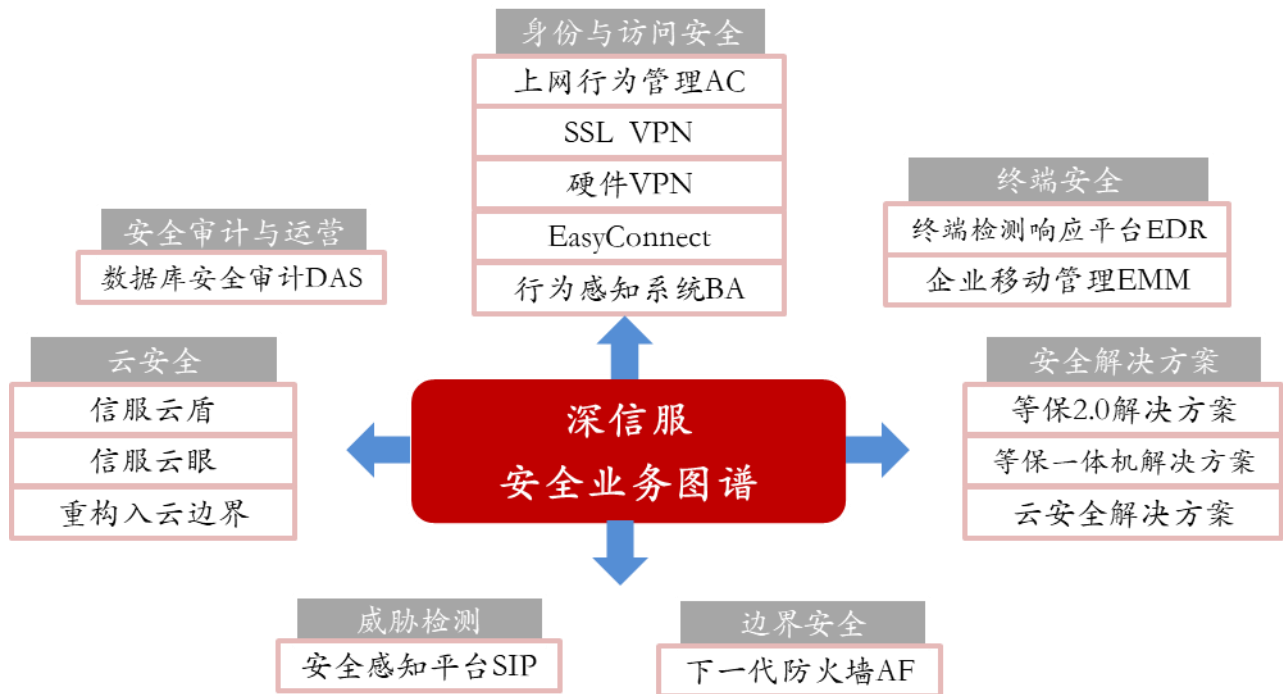 身份与访问安全
上网行为管理AC
SSL VPN
硬件VPN
EasyConnect
行为感知系统BA
终端安全
终端检测响应平台EDR
企业移动管理EMM
安全审计与运营
数据库安全审计DAS
云安全
信服云盾
信服云眼
重构入云边界
深信服
安全业务图谱
安全解决方案
等保2.0解决方案
等保一体机解决方案
云安全解决方案
威胁检测
安全感知平台SIP
边界安全
下一代防火墙AF